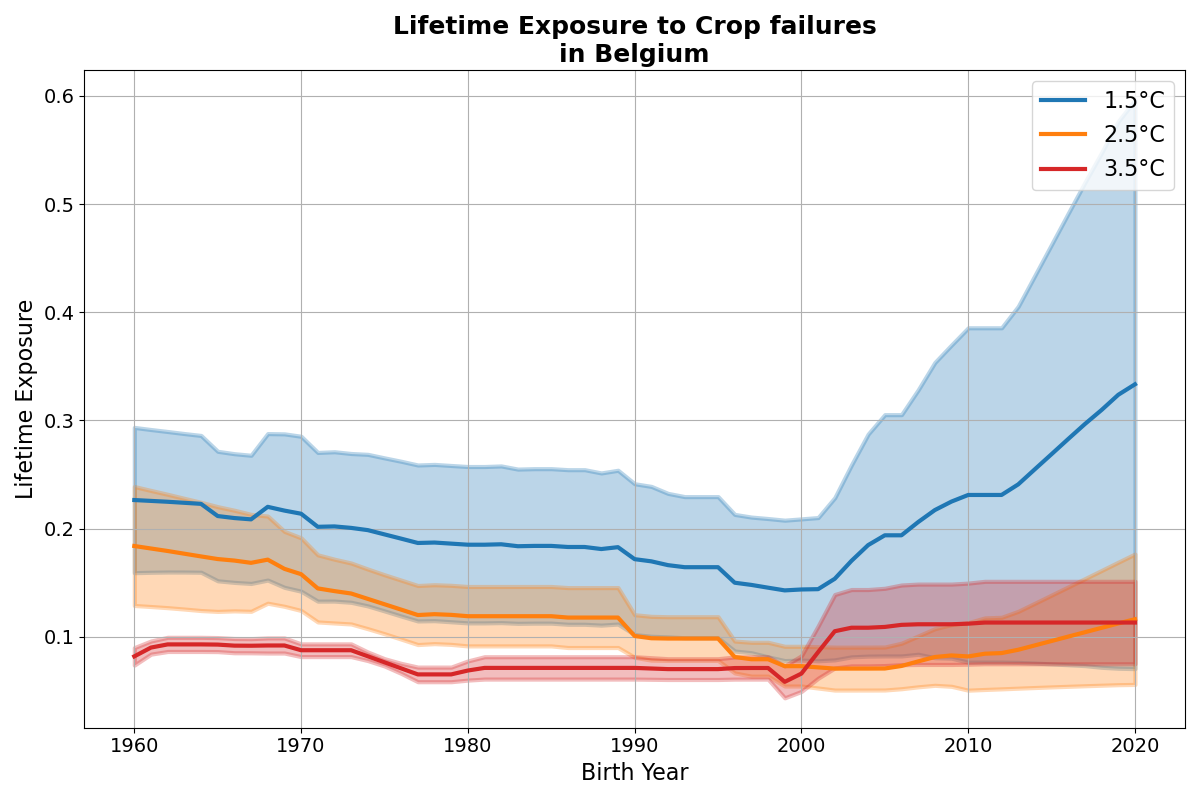 Lifetime Exposure to Crop failures
in Belgium
1.5°C
2.5°C
3.5°C
Lifetime Exposure
0.6
0.5
0.4
0.3
0.2
0.1
1960
1970
1980
1990
2000
2010
2020
Birth Year